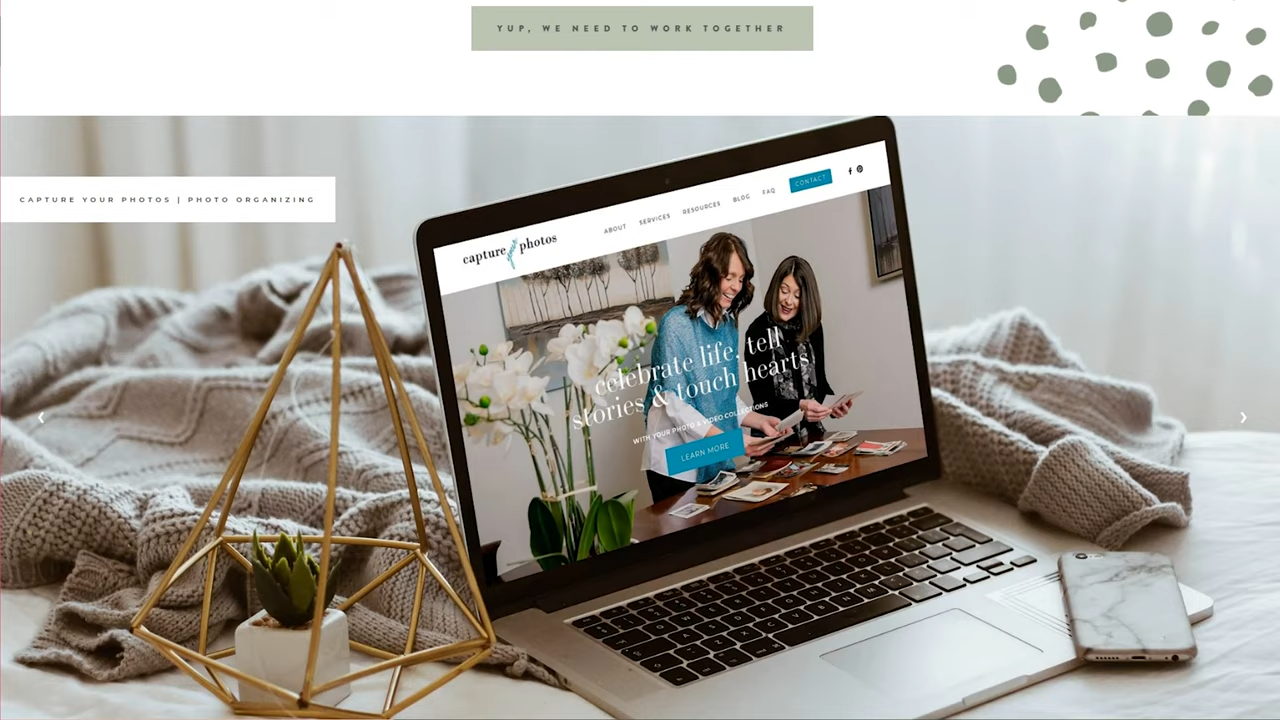 YUP, WE NEED TO WORK TOGETHER
CAPTURE YOUR PHOTOS | PHOTO ORGANIZING
capture your photos
ABOUT SERVICES RESOURCES BLOG FAQ CONTACT
celebrate life, tell
stories & touch hearts
WITH YOUR PHOTO & VIDEO COLLECTIONS
LEARN MORE